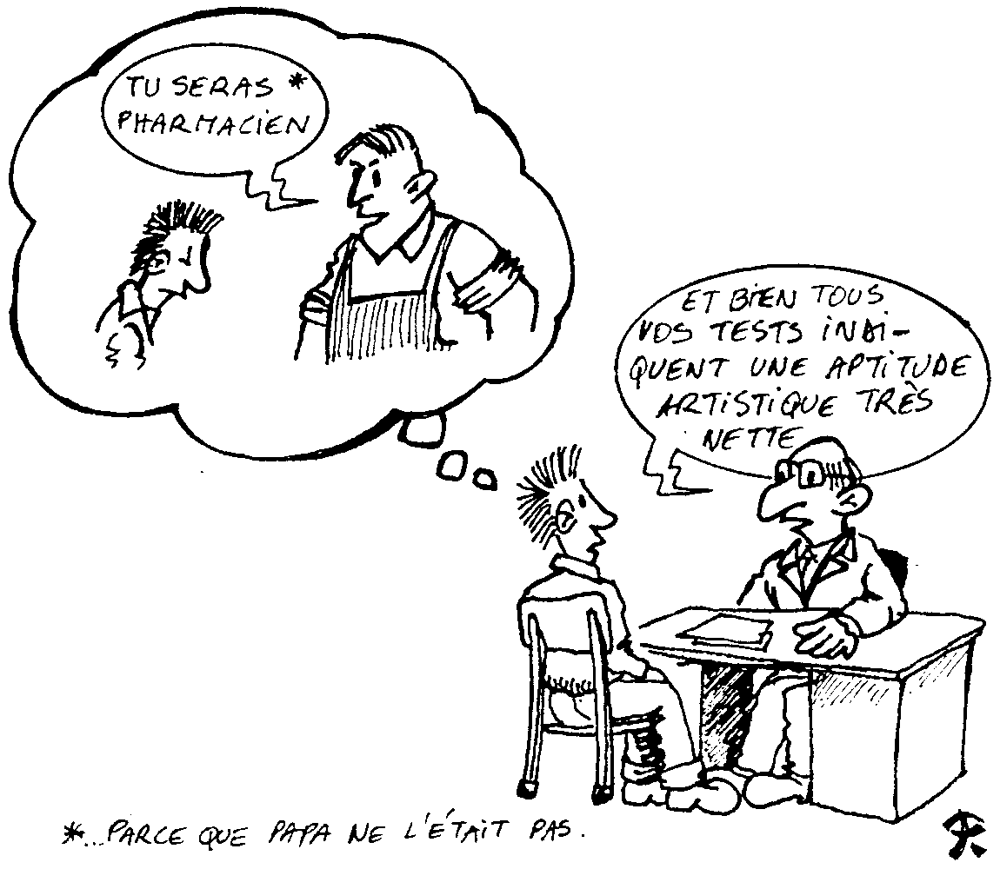 TU SERAS *
PHARMACIEN
ET BIEN TOUS
VOS TESTS INDI-
QUENT UNE APTITUDE
ARTISTIQUE TRÈS
NETTE
*...PARCE QUE PAPA NE L'ÉTAIT PAS.